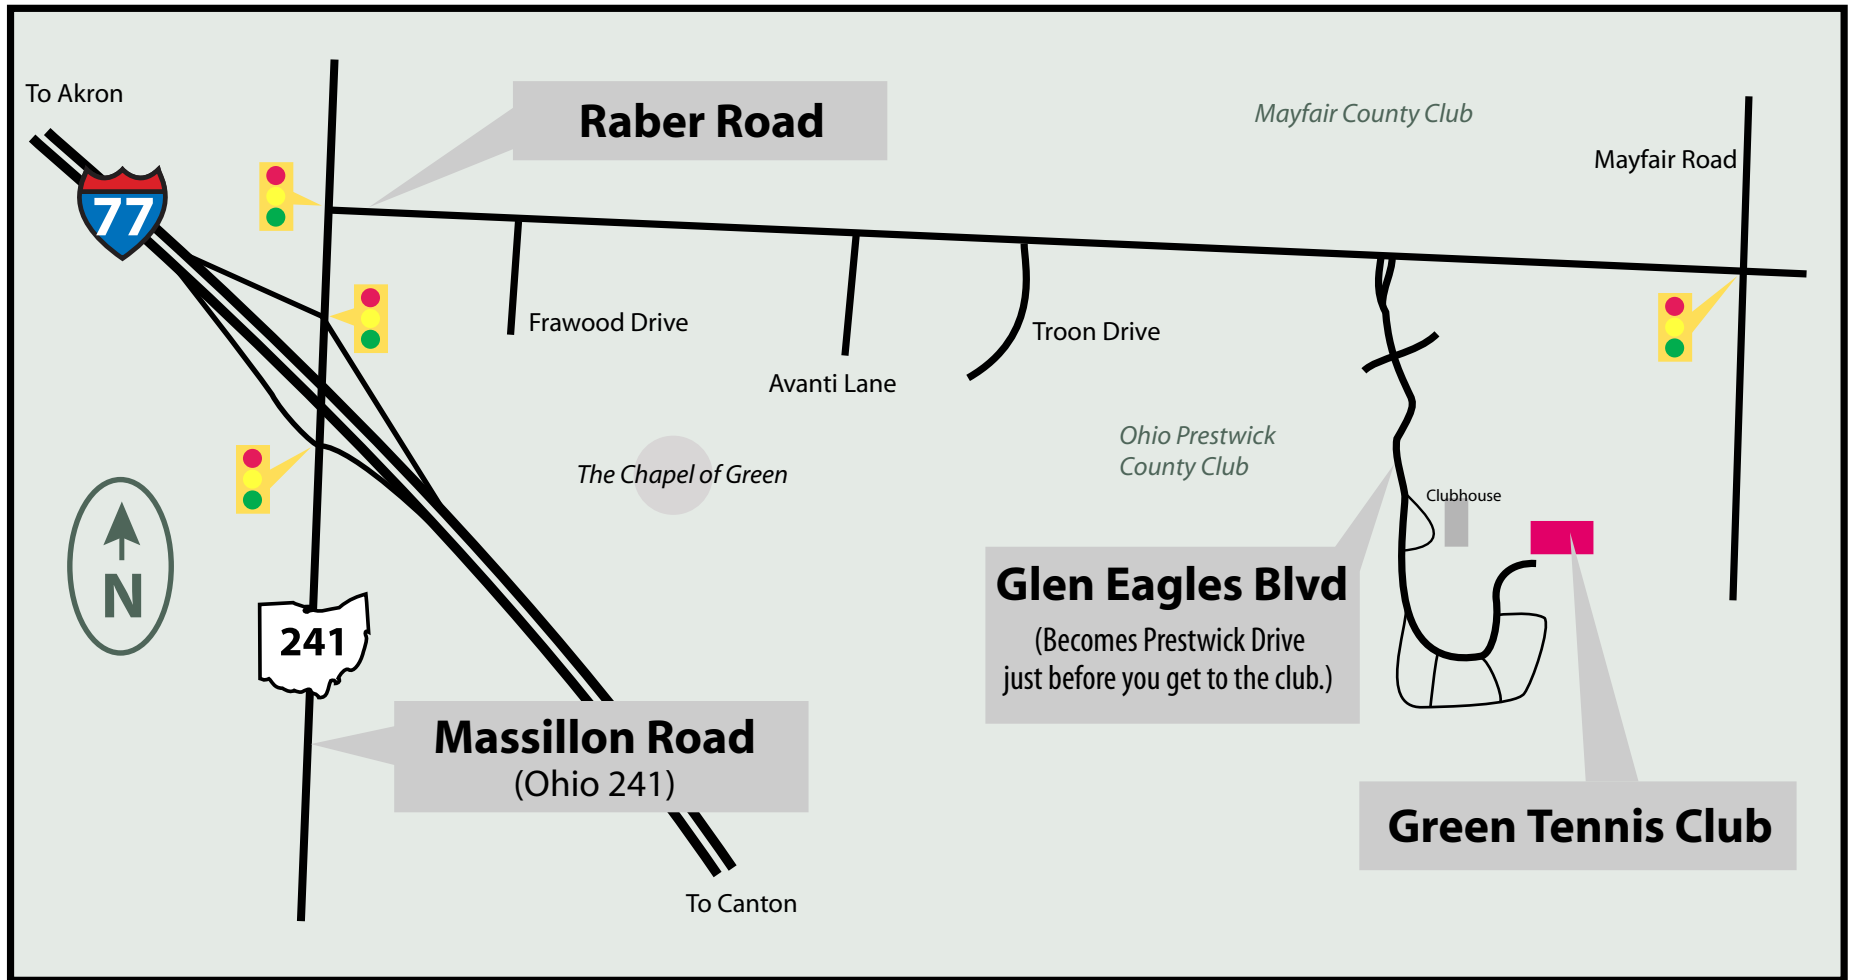 To Akron
Raber Road
Mayfair County Club
Mayfair Road
77
Frawood Drive
Troon Drive
Avanti Lane
Ohio Prestwick
County Club
The Chapel of Green
Clubhouse
N
Glen Eagles Blvd
(Becomes Prestwick Drive
just before you get to the club.)
241
Massillon Road
(Ohio 241)
Green Tennis Club
To Canton